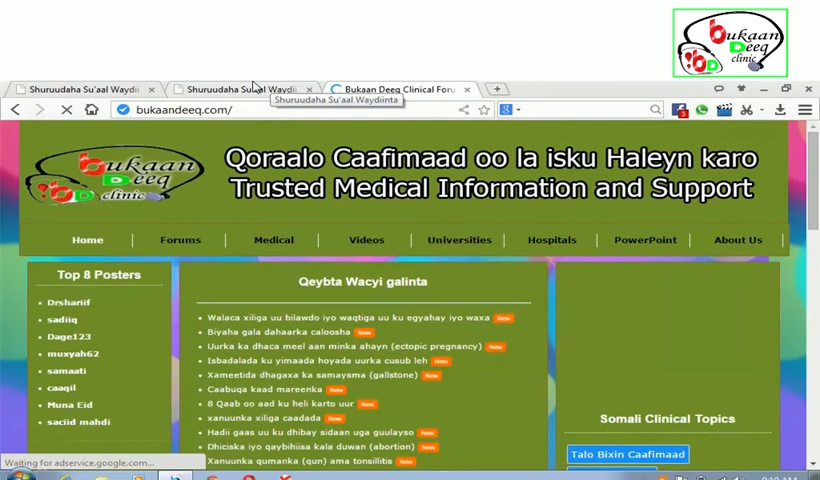 bukaan
Deeq
clinic
Shuruudaha Su'aal Waydii
Shuruudaha Su'aal Waydii
Bukaan Deeq Clinical Foru
Shuruudaha Su'aal Waydiinta
bukaandeeq.com/
3
bukaan
Deeq
clinic
Qoraalo Caafimaad oo la isku Haleyn karo
Trusted Medical Information and Support
Home Forums Medical Videos Universities Hospitals PowerPoint About Us
Top 8 Posters
Drshariif
sadiiq
Dage123
muxyah62
samaati
caaqil
Muna Eid
saciid mahdi
Qeybta Wacyi galinta
Walaca xiliga uu bilawdo iyo waqtiga uu ku egyahay iyo waxa New
Biyaha gala dahaarka caloosha New
Uurka ka dhaca meel aan minka ahayn (ectopic pregnancy) New
Isbadalada ku yimaada hoyada uurka cusub leh New
Xameetida dhagaxa ka samaysma (gallstone) New
Caabuqa kaad mareenka New
8 Qaab oo aad ku heli karto uur New
xanuunka xiliga caadada New
Hadii gaas uu ku dhibay sidaan uga guulayso New
Dhiciska iyo qaybihiisa kala duwan (abortion) New
Xanuunka qumanka (qun) ama tonsillitis New
Somali Clinical Topics
Talo Bixin Caafimaad
Waiting for adservice.google.com...